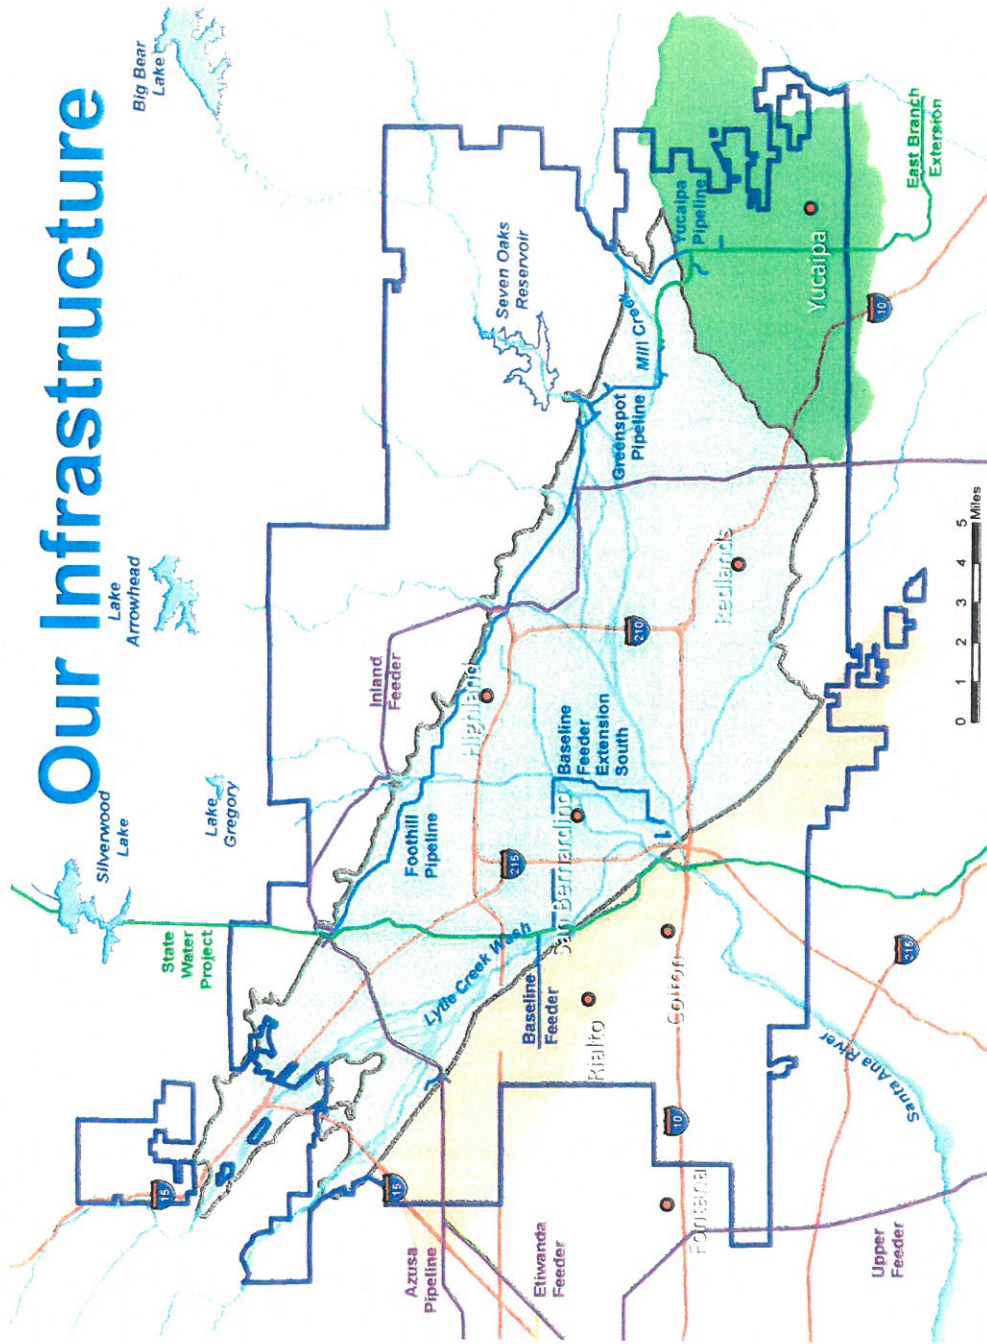 Our Infrastructure
Silverwood
Lake
Lake
Gregory
Lake
Arrowhead
Big Bear
Lake
State
Water
Project
Inland
Feeder
Seven Oaks
Reservoir
Foothill
Pipeline
Highland
Lytle Creek Wash
15
15
215
210
Baseline
Feeder
San Bernardino
Baseline
Feeder
Extension
South
Greenspot
Pipeline
Mill Creek
Yucaipa
Pipeline
Azusa
Pipeline
Etiwanda
Feeder
Rialto
Colton
Redlands
Yucaipa
Fontana
10
10
East Branch
Extension
Upper
Feeder
Santa Ana River
215
0 1 2 3 4 5
Miles